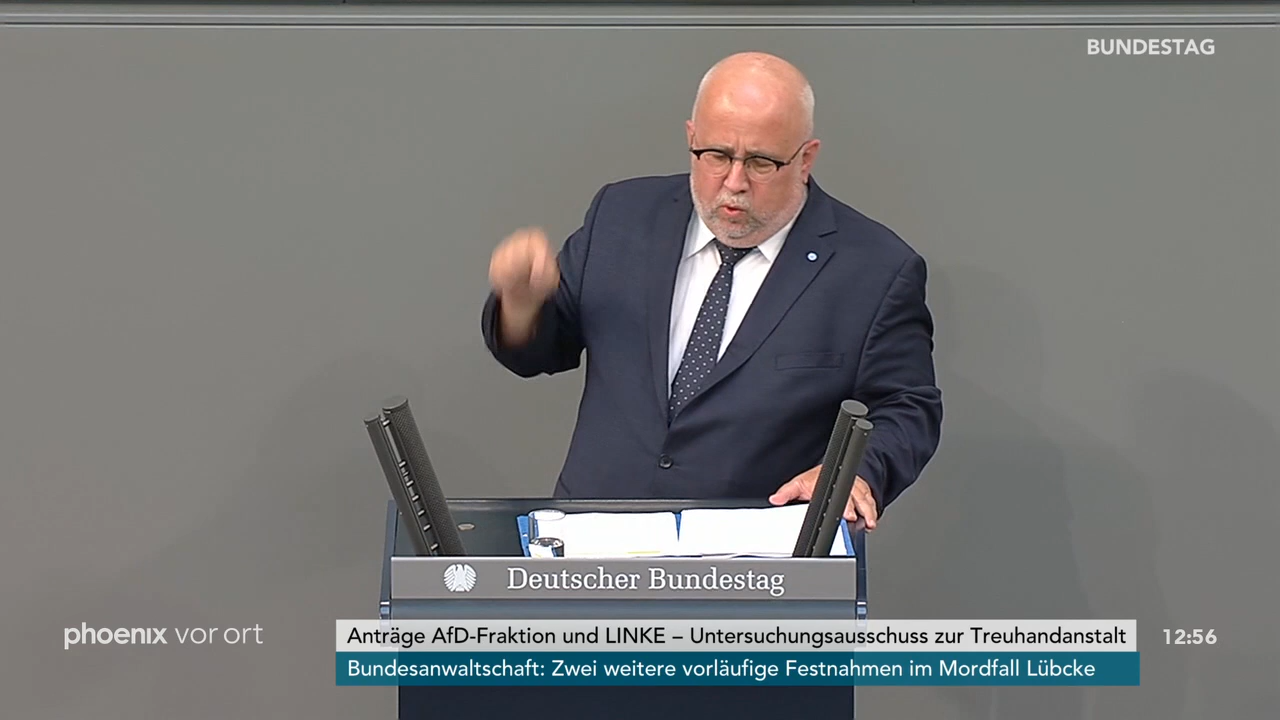 BUNDESTAG
Deutscher Bundestag
phoenix vor ort
Anträge AfD-Fraktion und LINKE – Untersuchungsausschuss zur Treuhandanstalt
12:56
Bundesanwaltschaft: Zwei weitere vorläufige Festnahmen im Mordfall Lübcke